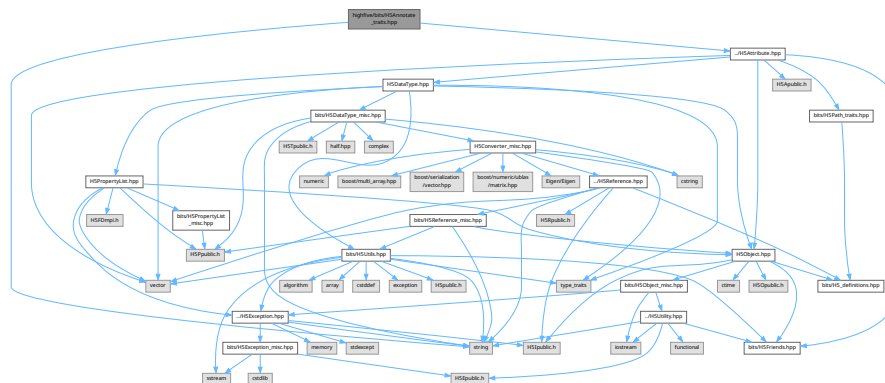 highfive/bits/H5Annotate
_traits.hpp
../H5Attribute.hpp
H5DataType.hpp
H5Apublic.h
bits/H5DataType_misc.hpp
bits/H5Path_traits.hpp
H5Tpublic.h
half.hpp
complex
H5Converter_misc.hpp
H5PropertyList.hpp
numeric
boost/multi_array.hpp
boost/serialization
/vector.hpp
boost/numeric/ublas
/matrix.hpp
Eigen/Eigen
../H5Reference.hpp
cstring
H5FDmpi.h
bits/H5PropertyList
_misc.hpp
bits/H5Reference_misc.hpp
H5Rpublic.h
H5Ppublic.h
bits/H5Utils.hpp
H5Object.hpp
vector
algorithm
array
cstddef
exception
H5public.h
type_traits
bits/H5Object_misc.hpp
ctime
H5Opublic.h
bits/H5_definitions.hpp
../H5Exception.hpp
../H5Utility.hpp
bits/H5Exception_misc.hpp
memory
stdexcept
string
H5Ipublic.h
iostream
functional
bits/H5Friends.hpp
sstream
cstdlib
H5Epublic.h